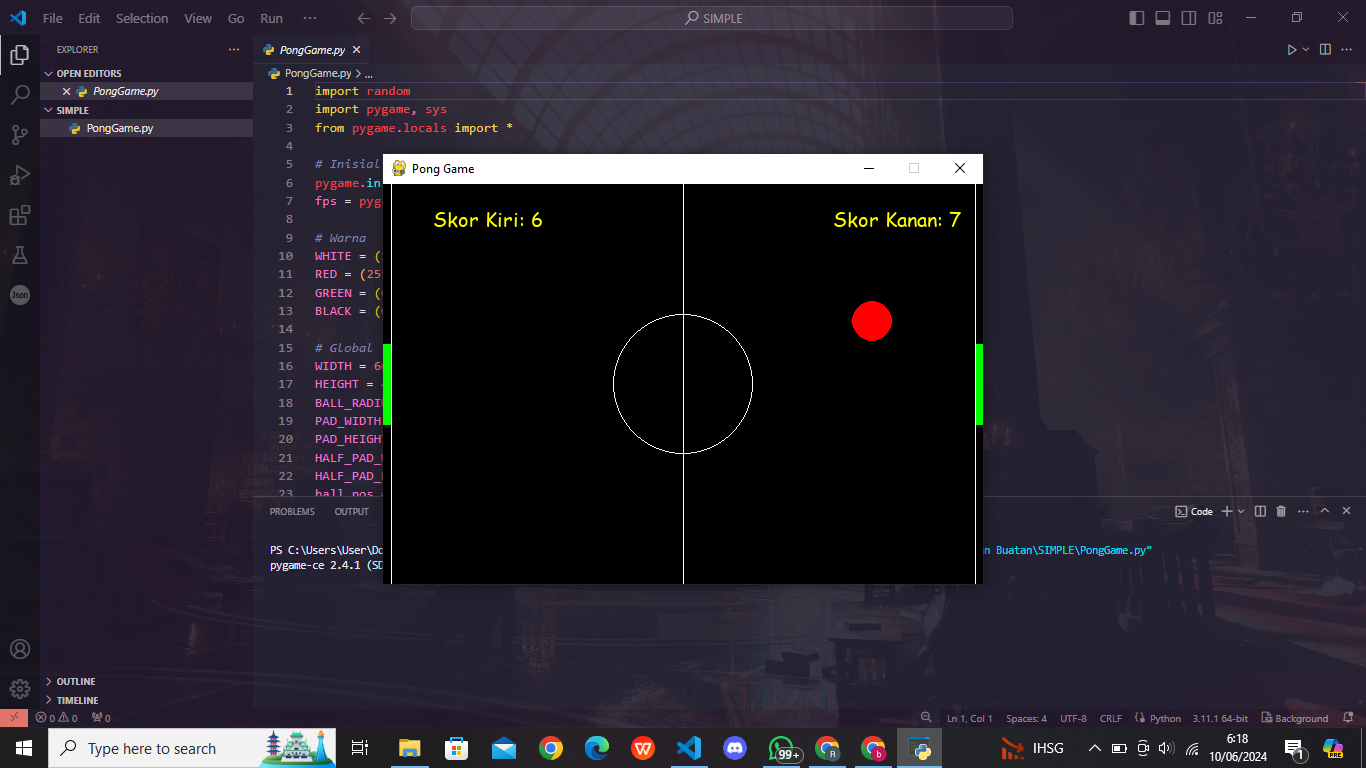 File Edit Selection View Go Run ··· SIMPLE
EXPLORER ···
OPEN EDITORS
PongGame.py
SIMPLE
PongGame.py
PongGame.py
PongGame.py > ...
1 import random
2 import pygame, sys
3 from pygame.locals import *
4
5 # Inisial
6 pygame.in
7 fps = pyg
8
9 # Warna
10 WHITE = (
11 RED = (25
12 GREEN = (
13 BLACK = (
14
15 # Global
16 WIDTH = 6
17 HEIGHT =
18 BALL_RADI
19 PAD_WIDTH
20 PAD_HEIGHT
21 HALF_PAD_
22 HALF_PAD_
23 ball_pos
Pong Game
Skor Kiri: 6 Skor Kanan: 7
PROBLEMS OUTPUT Code
PS C:\Users\User\Do n Buatan\SIMPLE\PongGame.py"
pygame-ce 2.4.1 (SD
Json
OUTLINE
TIMELINE
0 0 0 Ln 1, Col 1 Spaces: 4 UTF-8 CRLF Python 3.11.1 64-bit Background
Type here to search 99+ R b IHSG 6:18
10/06/2024 1 PRE